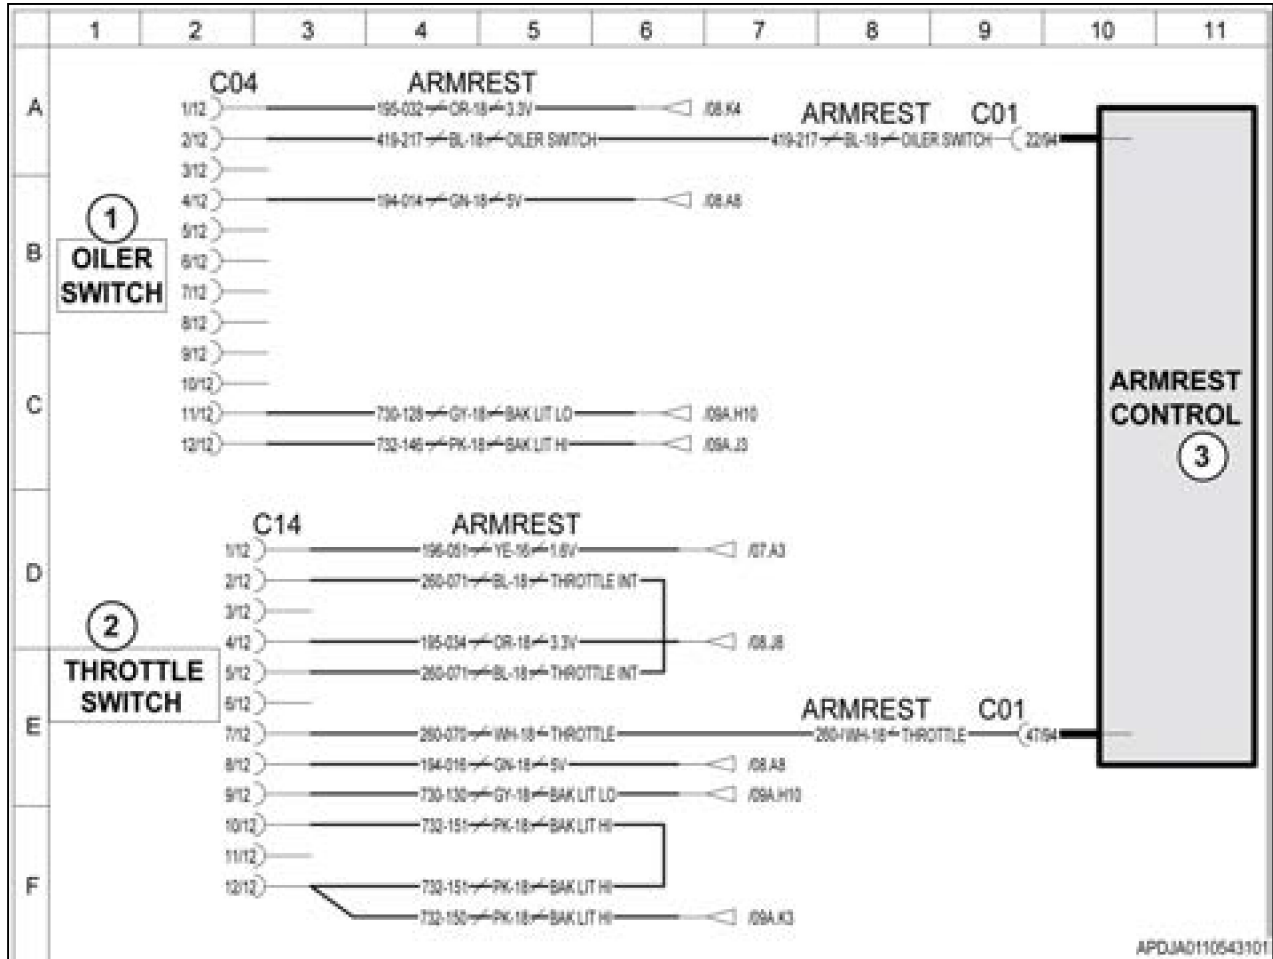 1 2 3 4 5 6 7 8 9 10 11
A
B
C
D
E
F
C04 ARMREST
1/12 195-032 OR-18 3.3V /08.K4
ARMREST C01
2/12 419-217 BL-18 OILER SWITCH 419-217 BL-18 OILER SWITCH 22/94
3/12
4/12 194-014 GN-18 5V /08.A8
5/12
6/12
7/12
8/12
9/12
10/12
11/12 730-128 GY-18 BAK LIT LO /09A.H10
12/12 732-146 PK-18 BAK LIT HI /09A.J3
1
OILER
SWITCH
ARMREST
CONTROL
3
C14 ARMREST
1/12 196-051 YE-16 1.6V /07.A3
2/12 260-071 BL-18 THROTTLE INT
3/12
4/12 195-034 OR-18 3.3V /08.J8
5/12 260-071 BL-18 THROTTLE INT
6/12
ARMREST C01
7/12 260-070 WH-18 THROTTLE WH-18 THROTTLE 47/94
8/12 194-016 GN-18 5V /08.A8
9/12 730-130 GY-18 BAK LIT LO /09A.H10
10/12 732-151 PK-18 BAK LIT HI
11/12
12/12 732-151 PK-18 BAK LIT HI
732-150 PK-18 BAK LIT HI /09A.K3
2
THROTTLE
SWITCH
APDJA0110543101